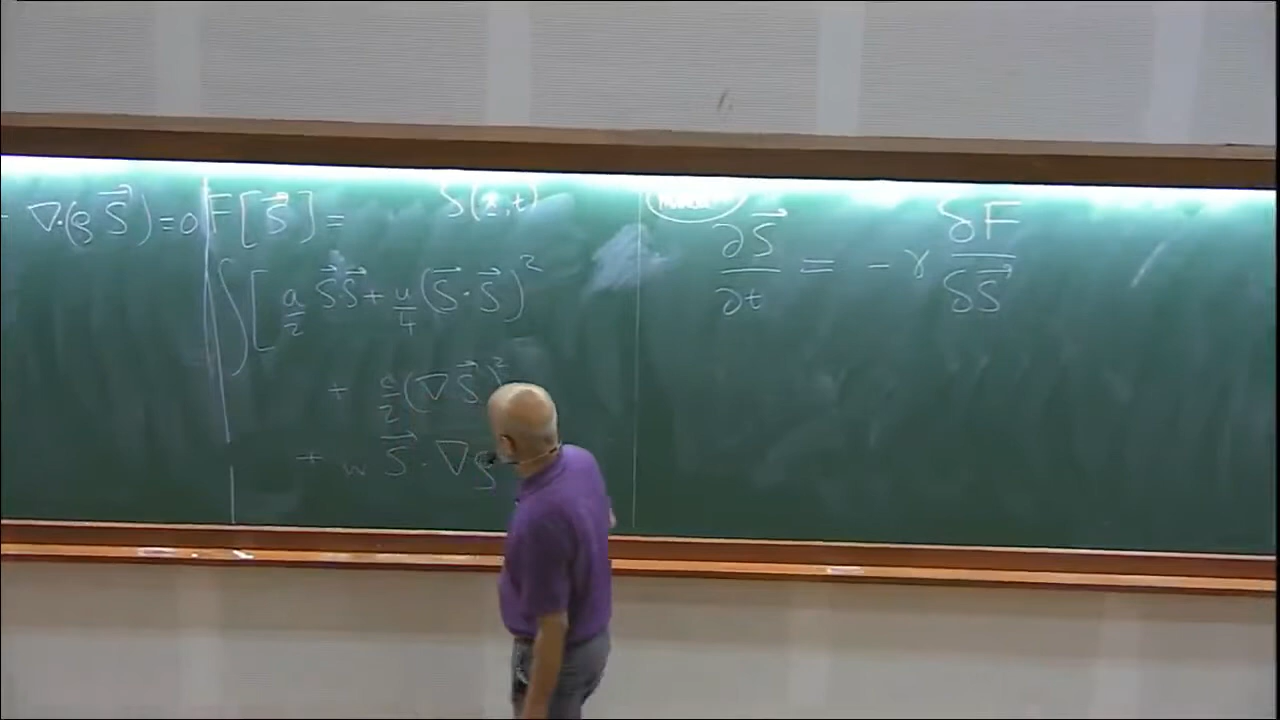 - ∇·(ρ S⃗) = 0
F[S⃗] =
S(r, t)
∫[ a/2 S⃗·S⃗ + u/4 (S⃗·S⃗)²
+ c/2 (∇S⃗)²
+ w S⃗·∇ρ
∂S⃗/∂t = -γ δF/δS⃗